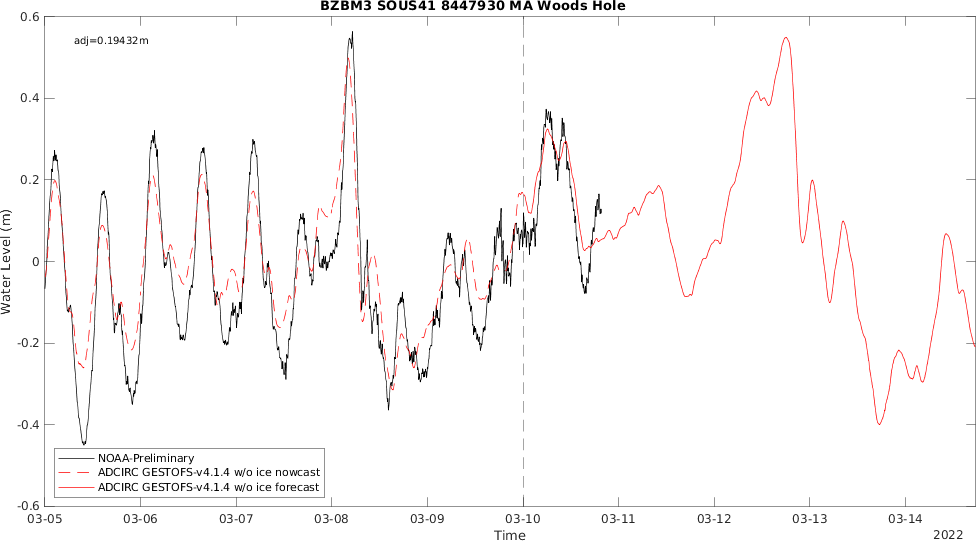 BZBM3 SOUS41 8447930 MA Woods Hole
adj=0.19432m
0.6
0.4
0.2
0
-0.2
-0.4
-0.6
Water Level (m)
NOAA-Preliminary
ADCIRC GESTOFS-v4.1.4 w/o ice nowcast
ADCIRC GESTOFS-v4.1.4 w/o ice forecast
03-05 03-06 03-07 03-08 03-09 03-10 03-11 03-12 03-13 03-14
Time
2022